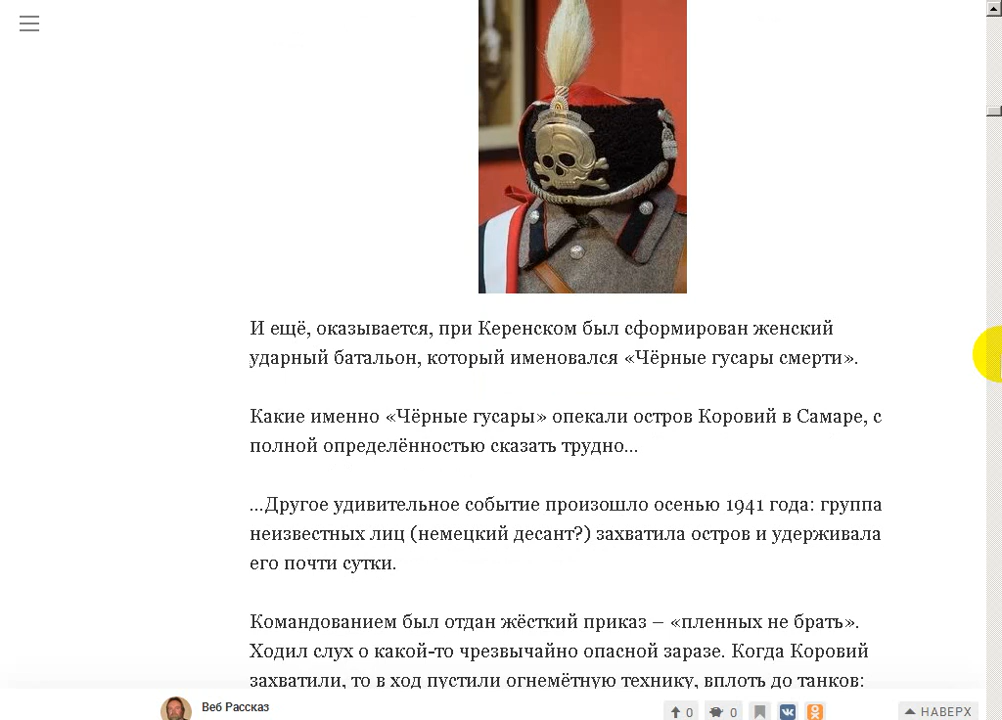 И ещё, оказывается, при Керенском был сформирован женский
ударный батальон, который именовался «Чёрные гусары смерти».
Какие именно «Чёрные гусары» опекали остров Коровий в Самаре, с
полной определённостью сказать трудно...
...Другое удивительное событие произошло осенью 1941 года: группа
неизвестных лиц (немецкий десант?) захватила остров и удерживала
его почти сутки.
Командованием был отдан жёсткий приказ – «пленных не брать».
Ходил слух о какой-то чрезвычайно опасной заразе. Когда Коровий
захватили, то в ход пустили огнемётную технику, вплоть до танков:
Веб Рассказ
0
0
НАВЕРХ